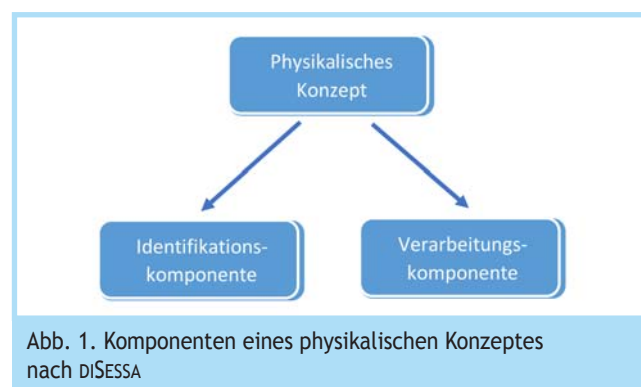 Physikalisches
Konzept
Identifikations-
komponente
Verarbeitungs-
komponente
Abb. 1. Komponenten eines physikalischen Konzeptes
nach DISESSA